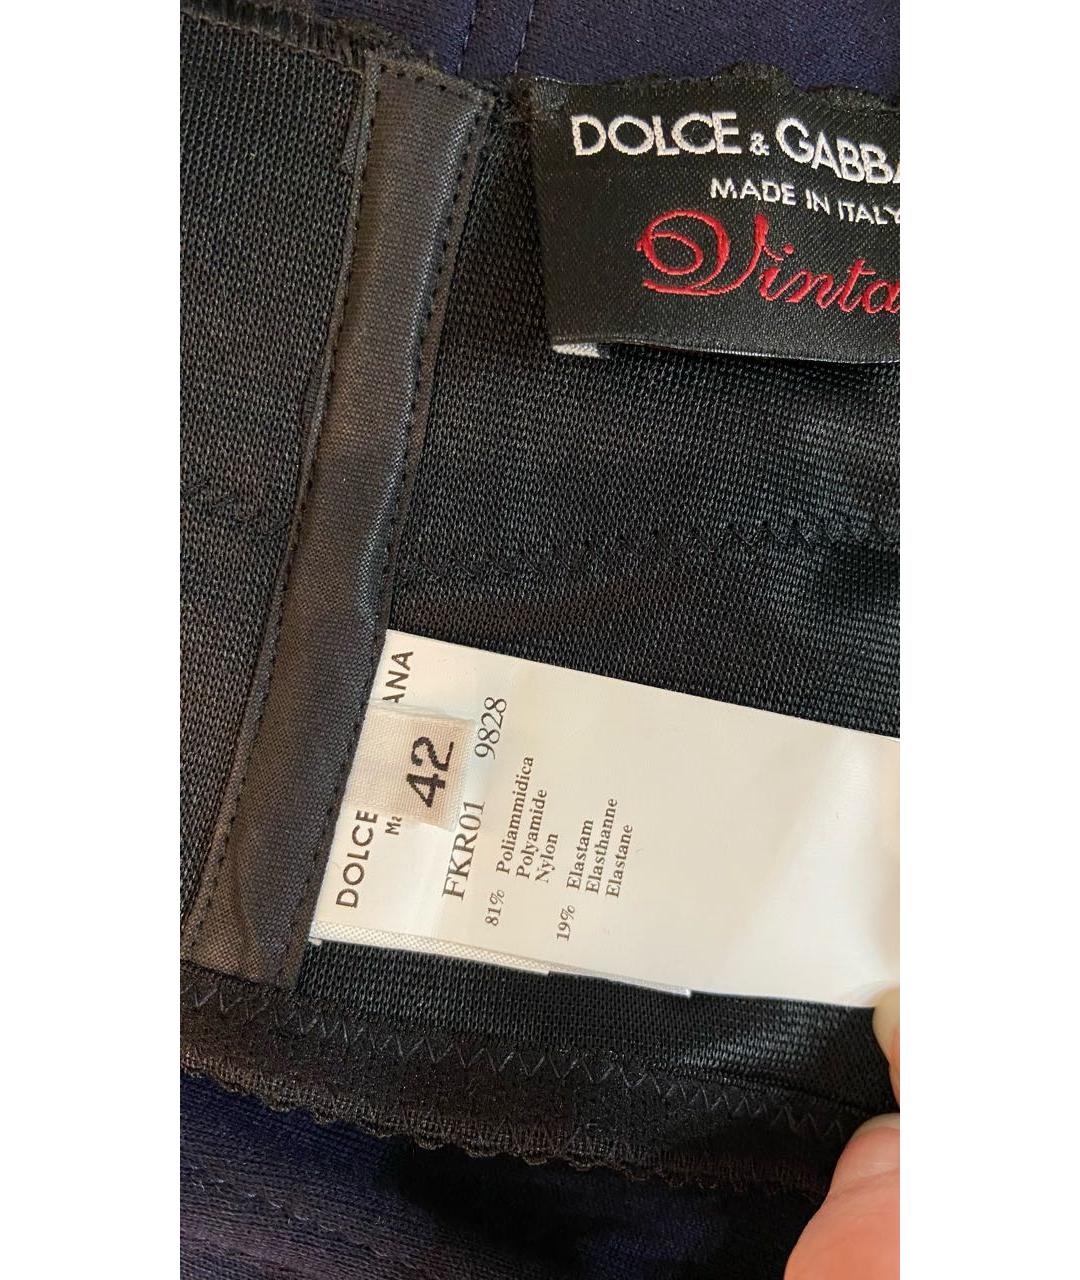 DOLCE & GABBA
MADE IN ITALY
Vinta
DOLCE ANA
Ma
42
FKR01 9828
81% Poliammidica
Polyamide
Nylon
19% Elastam
Elasthanne
Elastane